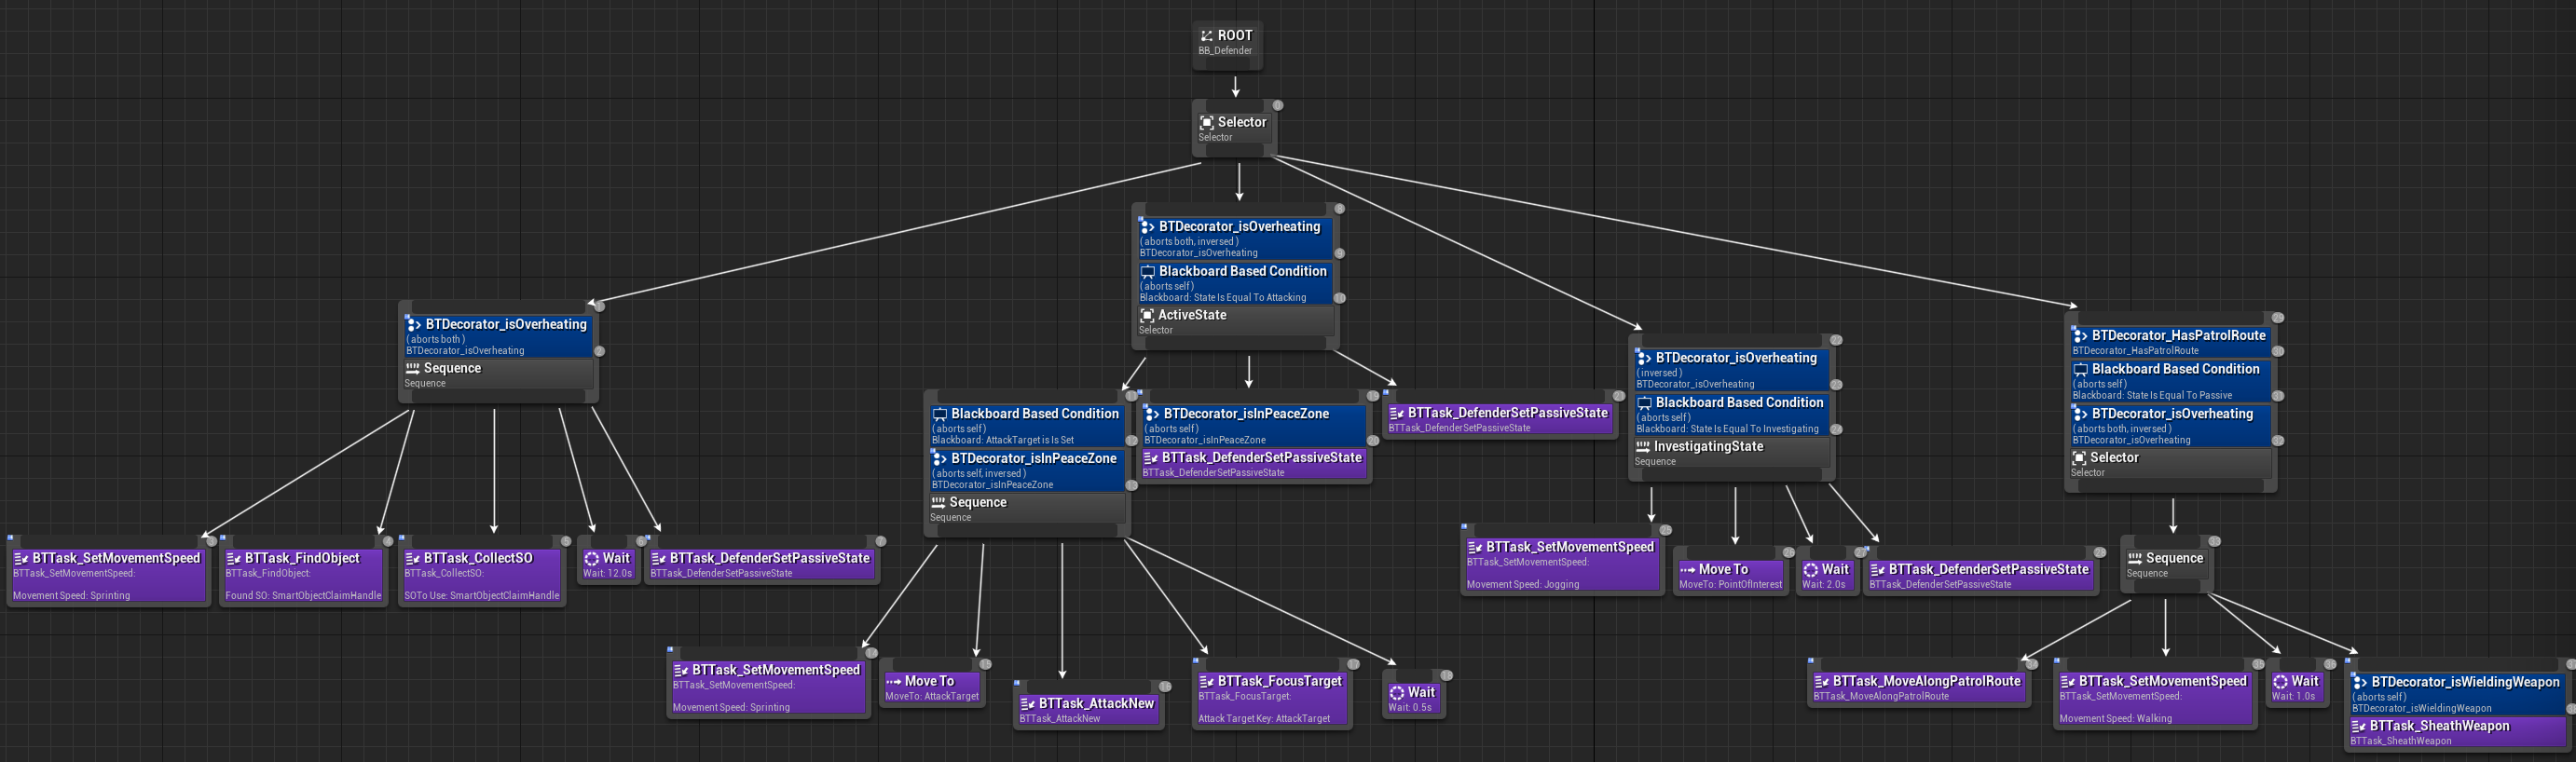 ROOT
BB_Defender
Selector
Selector
BTDecorator_isOverheating
( aborts both, inversed )
BTDecorator_isOverheating
Blackboard Based Condition
( aborts self )
Blackboard: State Is Equal To Attacking
ActiveState
Selector
BTDecorator_isOverheating
( aborts both )
BTDecorator_isOverheating
Sequence
Sequence
BTDecorator_isOverheating
( inversed )
BTDecorator_isOverheating
Blackboard Based Condition
( aborts self )
Blackboard: State Is Equal To Investigating
InvestigatingState
Sequence
BTDecorator_HasPatrolRoute
BTDecorator_HasPatrolRoute
Blackboard Based Condition
( aborts self )
Blackboard: State Is Equal To Passive
BTDecorator_isOverheating
( aborts both, inversed )
BTDecorator_isOverheating
Selector
Selector
Blackboard Based Condition
( aborts self )
Blackboard: AttackTarget is Is Set
BTDecorator_isInPeaceZone
( aborts self, inversed )
BTDecorator_isInPeaceZone
Sequence
Sequence
BTDecorator_isInPeaceZone
( aborts self )
BTDecorator_isInPeaceZone
BTTask_DefenderSetPassiveState
BTTask_DefenderSetPassiveState
BTTask_DefenderSetPassiveState
BTTask_DefenderSetPassiveState
BTTask_SetMovementSpeed
BTTask_SetMovementSpeed:
Movement Speed: Sprinting
BTTask_FindObject
BTTask_FindObject:
Found SO: SmartObjectClaimHandle
BTTask_CollectSO
BTTask_CollectSO:
SOTo Use: SmartObjectClaimHandle
Wait
Wait: 12.0s
BTTask_DefenderSetPassiveState
BTTask_DefenderSetPassiveState
BTTask_SetMovementSpeed
BTTask_SetMovementSpeed:
Movement Speed: Jogging
Move To
MoveTo: PointOfInterest
Wait
Wait: 2.0s
BTTask_DefenderSetPassiveState
BTTask_DefenderSetPassiveState
Sequence
Sequence
BTTask_SetMovementSpeed
BTTask_SetMovementSpeed:
Movement Speed: Sprinting
Move To
MoveTo: AttackTarget
BTTask_AttackNew
BTTask_AttackNew
BTTask_FocusTarget
BTTask_FocusTarget:
Attack Target Key: AttackTarget
Wait
Wait: 0.5s
BTTask_MoveAlongPatrolRoute
BTTask_MoveAlongPatrolRoute
BTTask_SetMovementSpeed
BTTask_SetMovementSpeed:
Movement Speed: Walking
Wait
Wait: 1.0s
BTDecorator_isWieldingWeapon
( aborts self )
BTDecorator_isWieldingWeapon
BTTask_SheathWeapon
BTTask_SheathWeapon